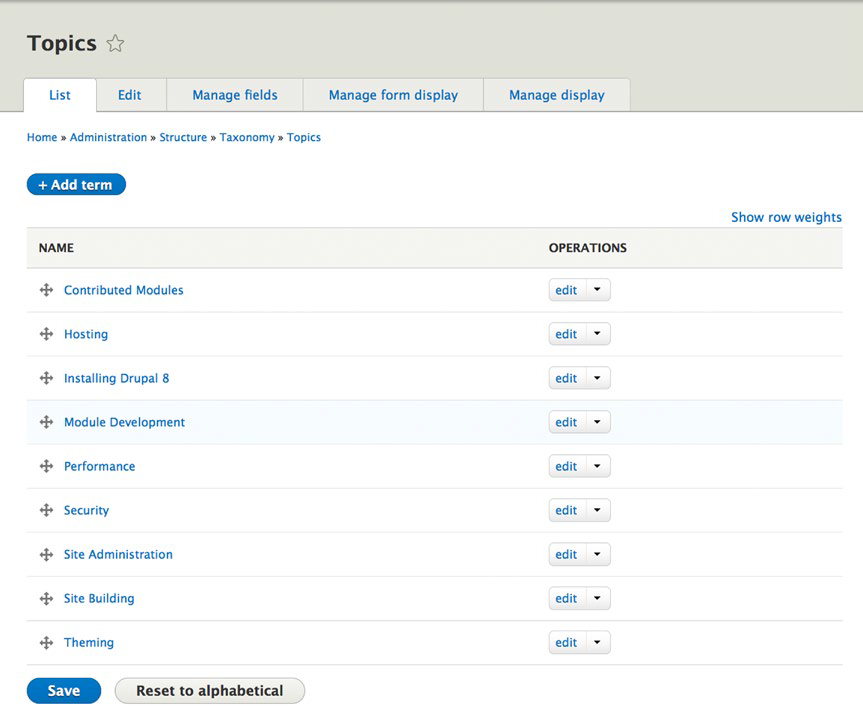 Topics
List Edit Manage fields Manage form display Manage display
Home » Administration » Structure » Taxonomy » Topics
+ Add term
Show row weights
NAME OPERATIONS
Contributed Modules edit
Hosting edit
Installing Drupal 8 edit
Module Development edit
Performance edit
Security edit
Site Administration edit
Site Building edit
Theming edit
Save Reset to alphabetical